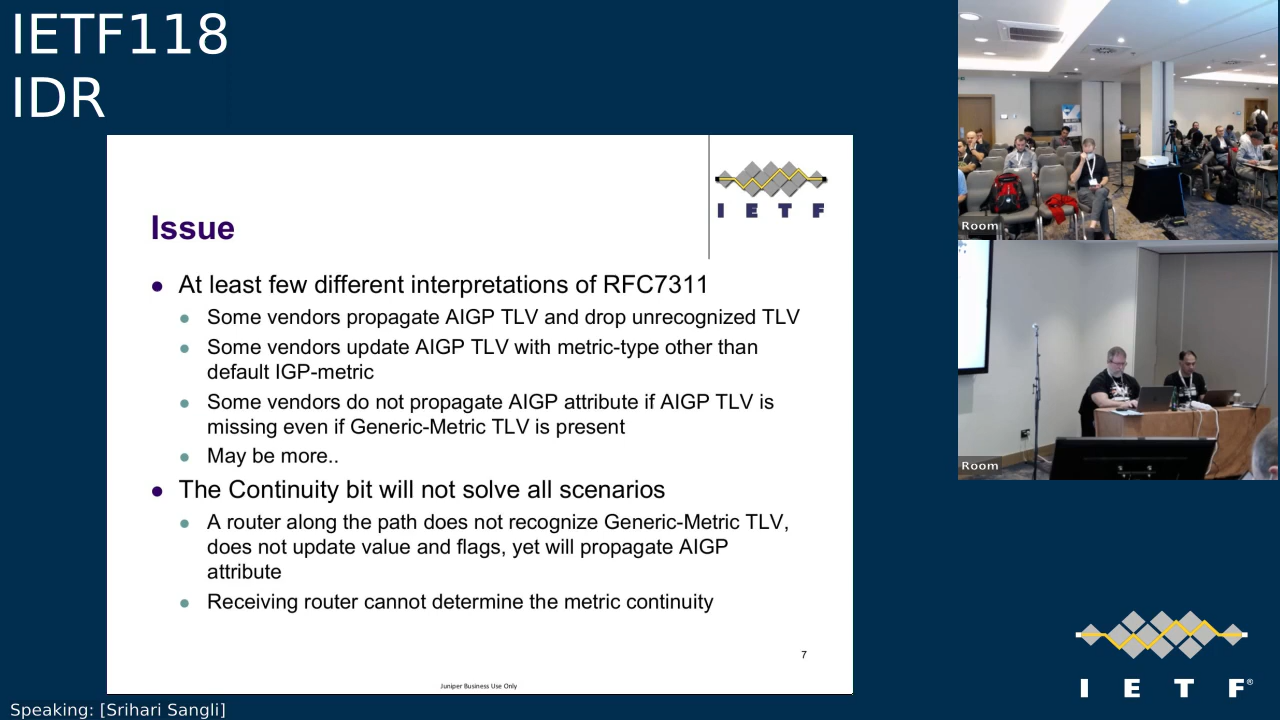 IETF118
IDR
I E T F
Issue
At least few different interpretations of RFC7311
Some vendors propagate AIGP TLV and drop unrecognized TLV
Some vendors update AIGP TLV with metric-type other than
default IGP-metric
Some vendors do not propagate AIGP attribute if AIGP TLV is
missing even if Generic-Metric TLV is present
May be more..
The Continuity bit will not solve all scenarios
A router along the path does not recognize Generic-Metric TLV,
does not update value and flags, yet will propagate AIGP
attribute
Receiving router cannot determine the metric continuity
7
Juniper Business Use Only
Room
Room
I E T F®
Speaking: [Srihari Sangli]